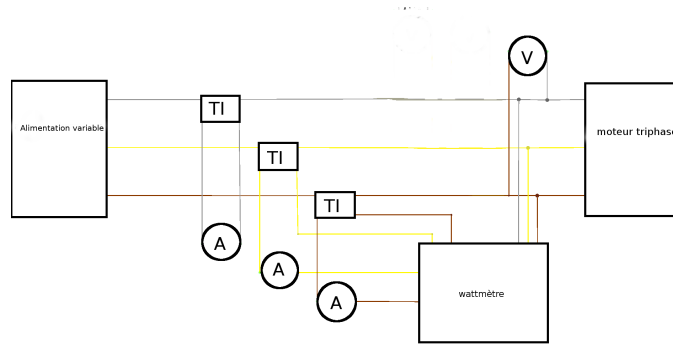 V
TI
Alimentation variable
moteur triphas
TI
TI
A
A
A
wattmètre